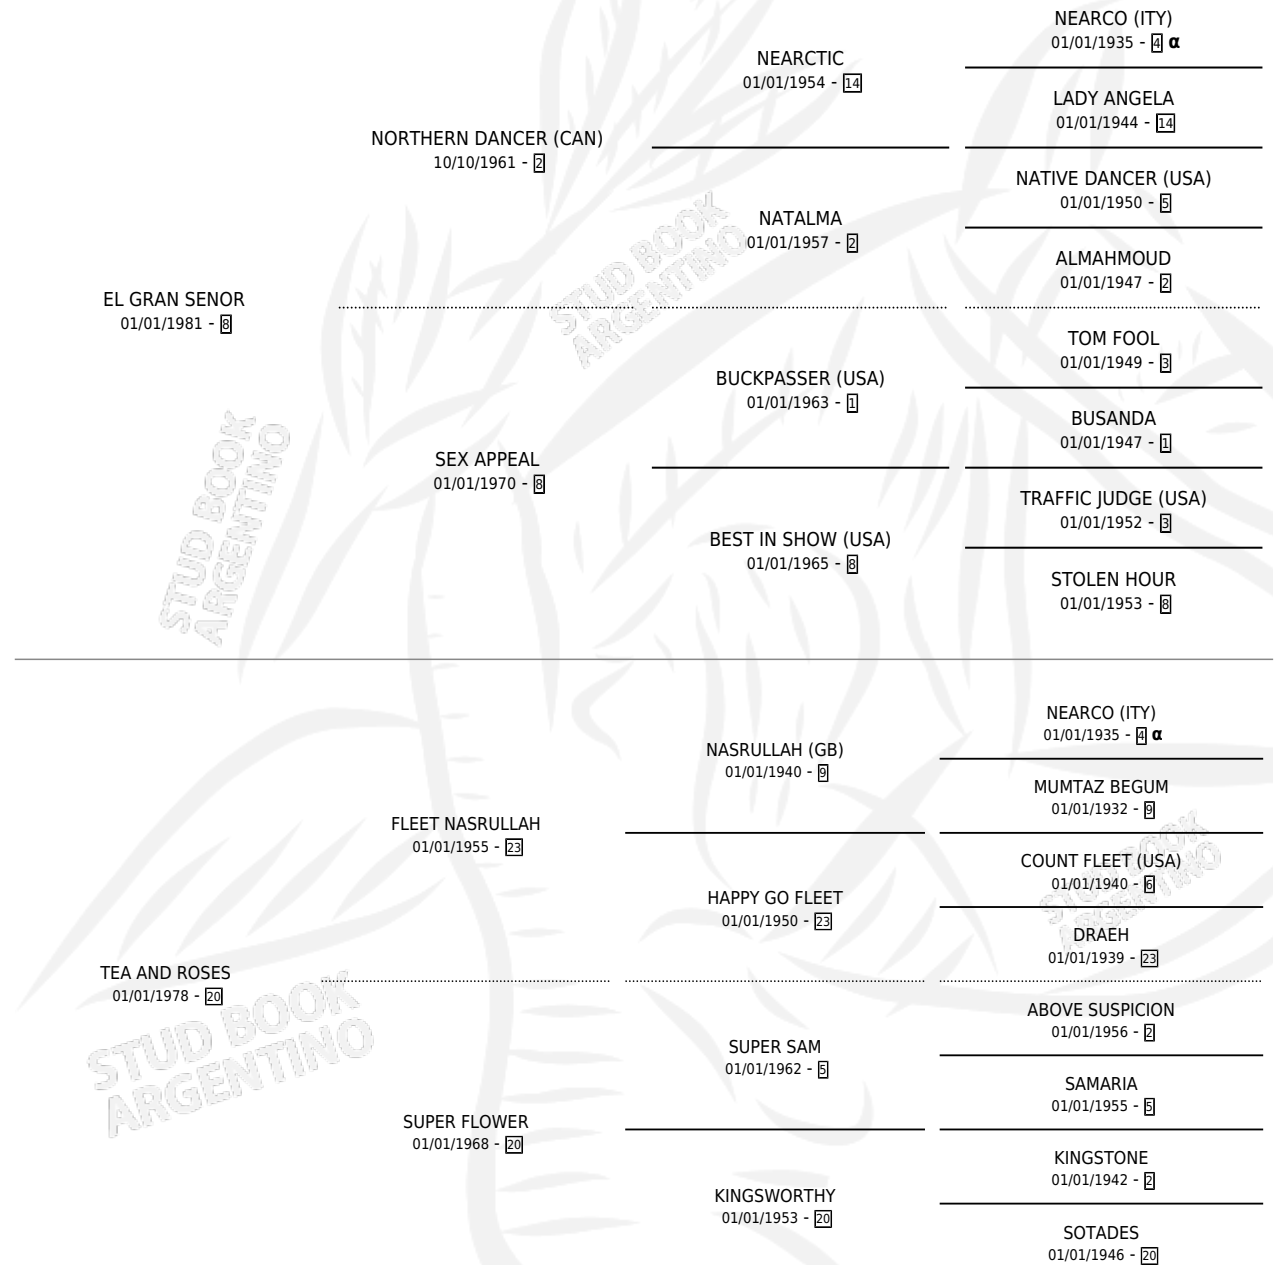 NEARCO (ITY)
01/01/1935 - 4 α
NEARCTIC
01/01/1954 - 14
LADY ANGELA
01/01/1944 - 14
NORTHERN DANCER (CAN)
10/10/1961 - 2
NATIVE DANCER (USA)
01/01/1950 - 5
NATALMA
01/01/1957 - 2
ALMAHMOUD
01/01/1947 - 2
EL GRAN SENOR
01/01/1981 - 8
TOM FOOL
01/01/1949 - 3
BUCKPASSER (USA)
01/01/1963 - 1
BUSANDA
01/01/1947 - 1
SEX APPEAL
01/01/1970 - 8
TRAFFIC JUDGE (USA)
01/01/1952 - 3
BEST IN SHOW (USA)
01/01/1965 - 8
STOLEN HOUR
01/01/1953 - 8
NEARCO (ITY)
01/01/1935 - 4 α
NASRULLAH (GB)
01/01/1940 - 9
MUMTAZ BEGUM
01/01/1932 - 9
FLEET NASRULLAH
01/01/1955 - 23
COUNT FLEET (USA)
01/01/1940 - 6
HAPPY GO FLEET
01/01/1950 - 23
DRAEH
01/01/1939 - 23
TEA AND ROSES
01/01/1978 - 20
ABOVE SUSPICION
01/01/1956 - 2
SUPER SAM
01/01/1962 - 5
SAMARIA
01/01/1955 - 5
SUPER FLOWER
01/01/1968 - 20
KINGSTONE
01/01/1942 - 2
KINGSWORTHY
01/01/1953 - 20
SOTADES
01/01/1946 - 20
STUD BOOK
ARGENTINO
STUD BOOK
ARGENTINO
STUD BOOK
ARGENTINO
STUD BOOK
ARGENTINO